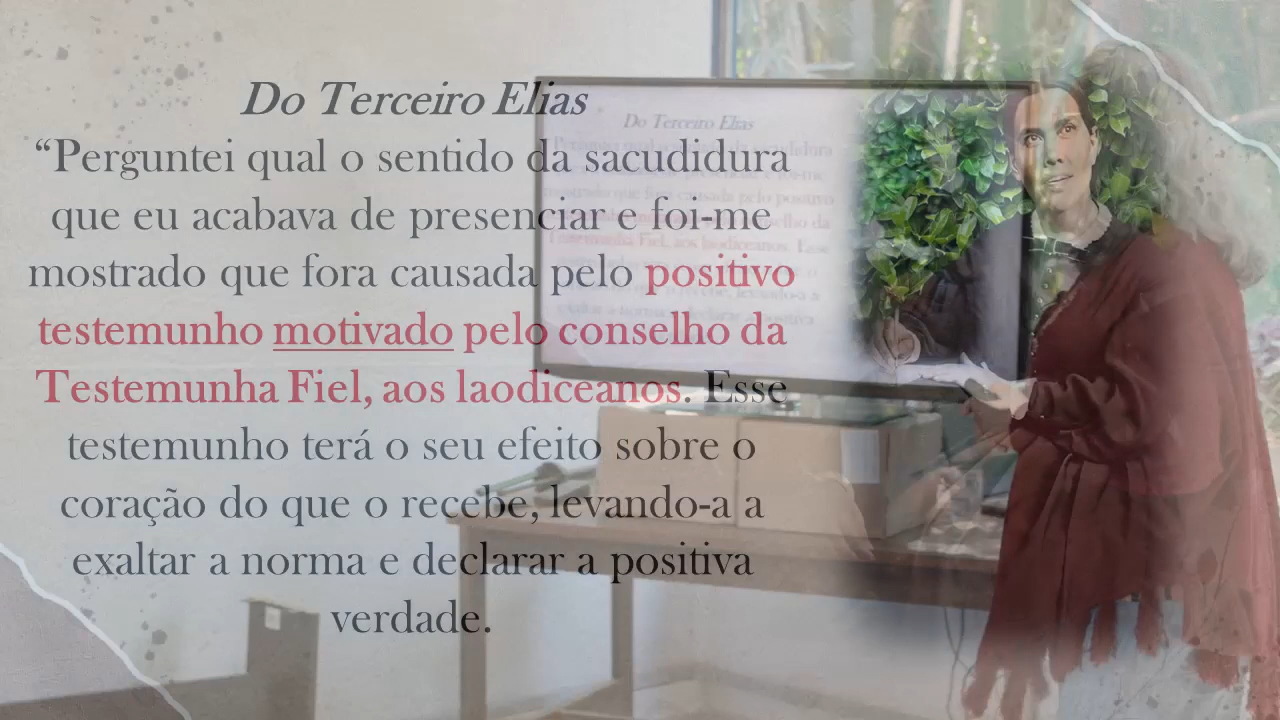 Do Terceiro Elias
“Perguntei qual o sentido da sacudidura
que eu acabava de presenciar e foi-me
mostrado que fora causada pelo positivo
testemunho motivado pelo conselho da
Testemunha Fiel, aos laodiceanos. Esse
testemunho terá o seu efeito sobre o
coração do que o recebe, levando-a a
exaltar a norma e declarar a positiva
verdade.
Do Terceiro Elias